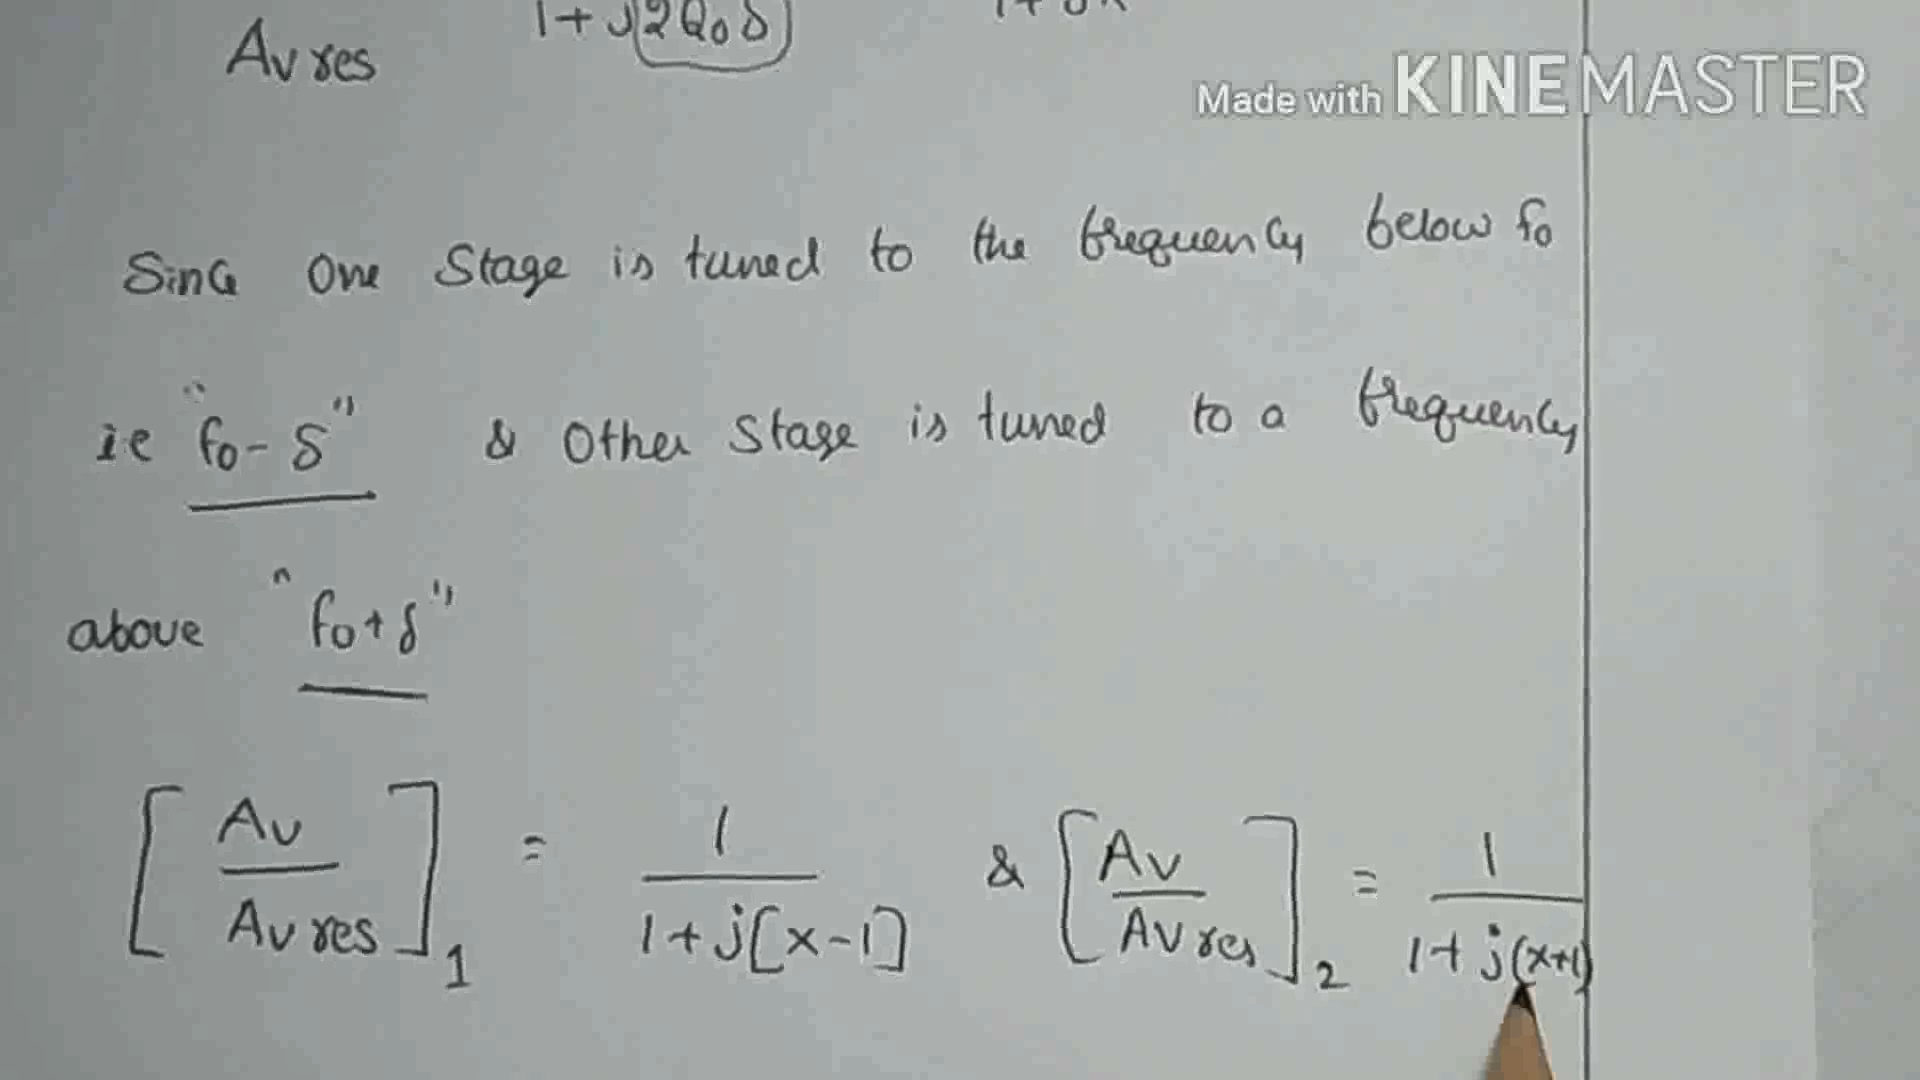 Av res 1+j2Q₀δ
Made with KINEMASTER
Since One Stage is tuned to the frequency below f₀
ie "f₀-δ" & Other Stage is tuned to a frequency
above "f₀+δ"
[Av/Av res]₁ = 1/(1+j[x-1]) & [Av/Av res]₂ = 1/(1+j(x+1))